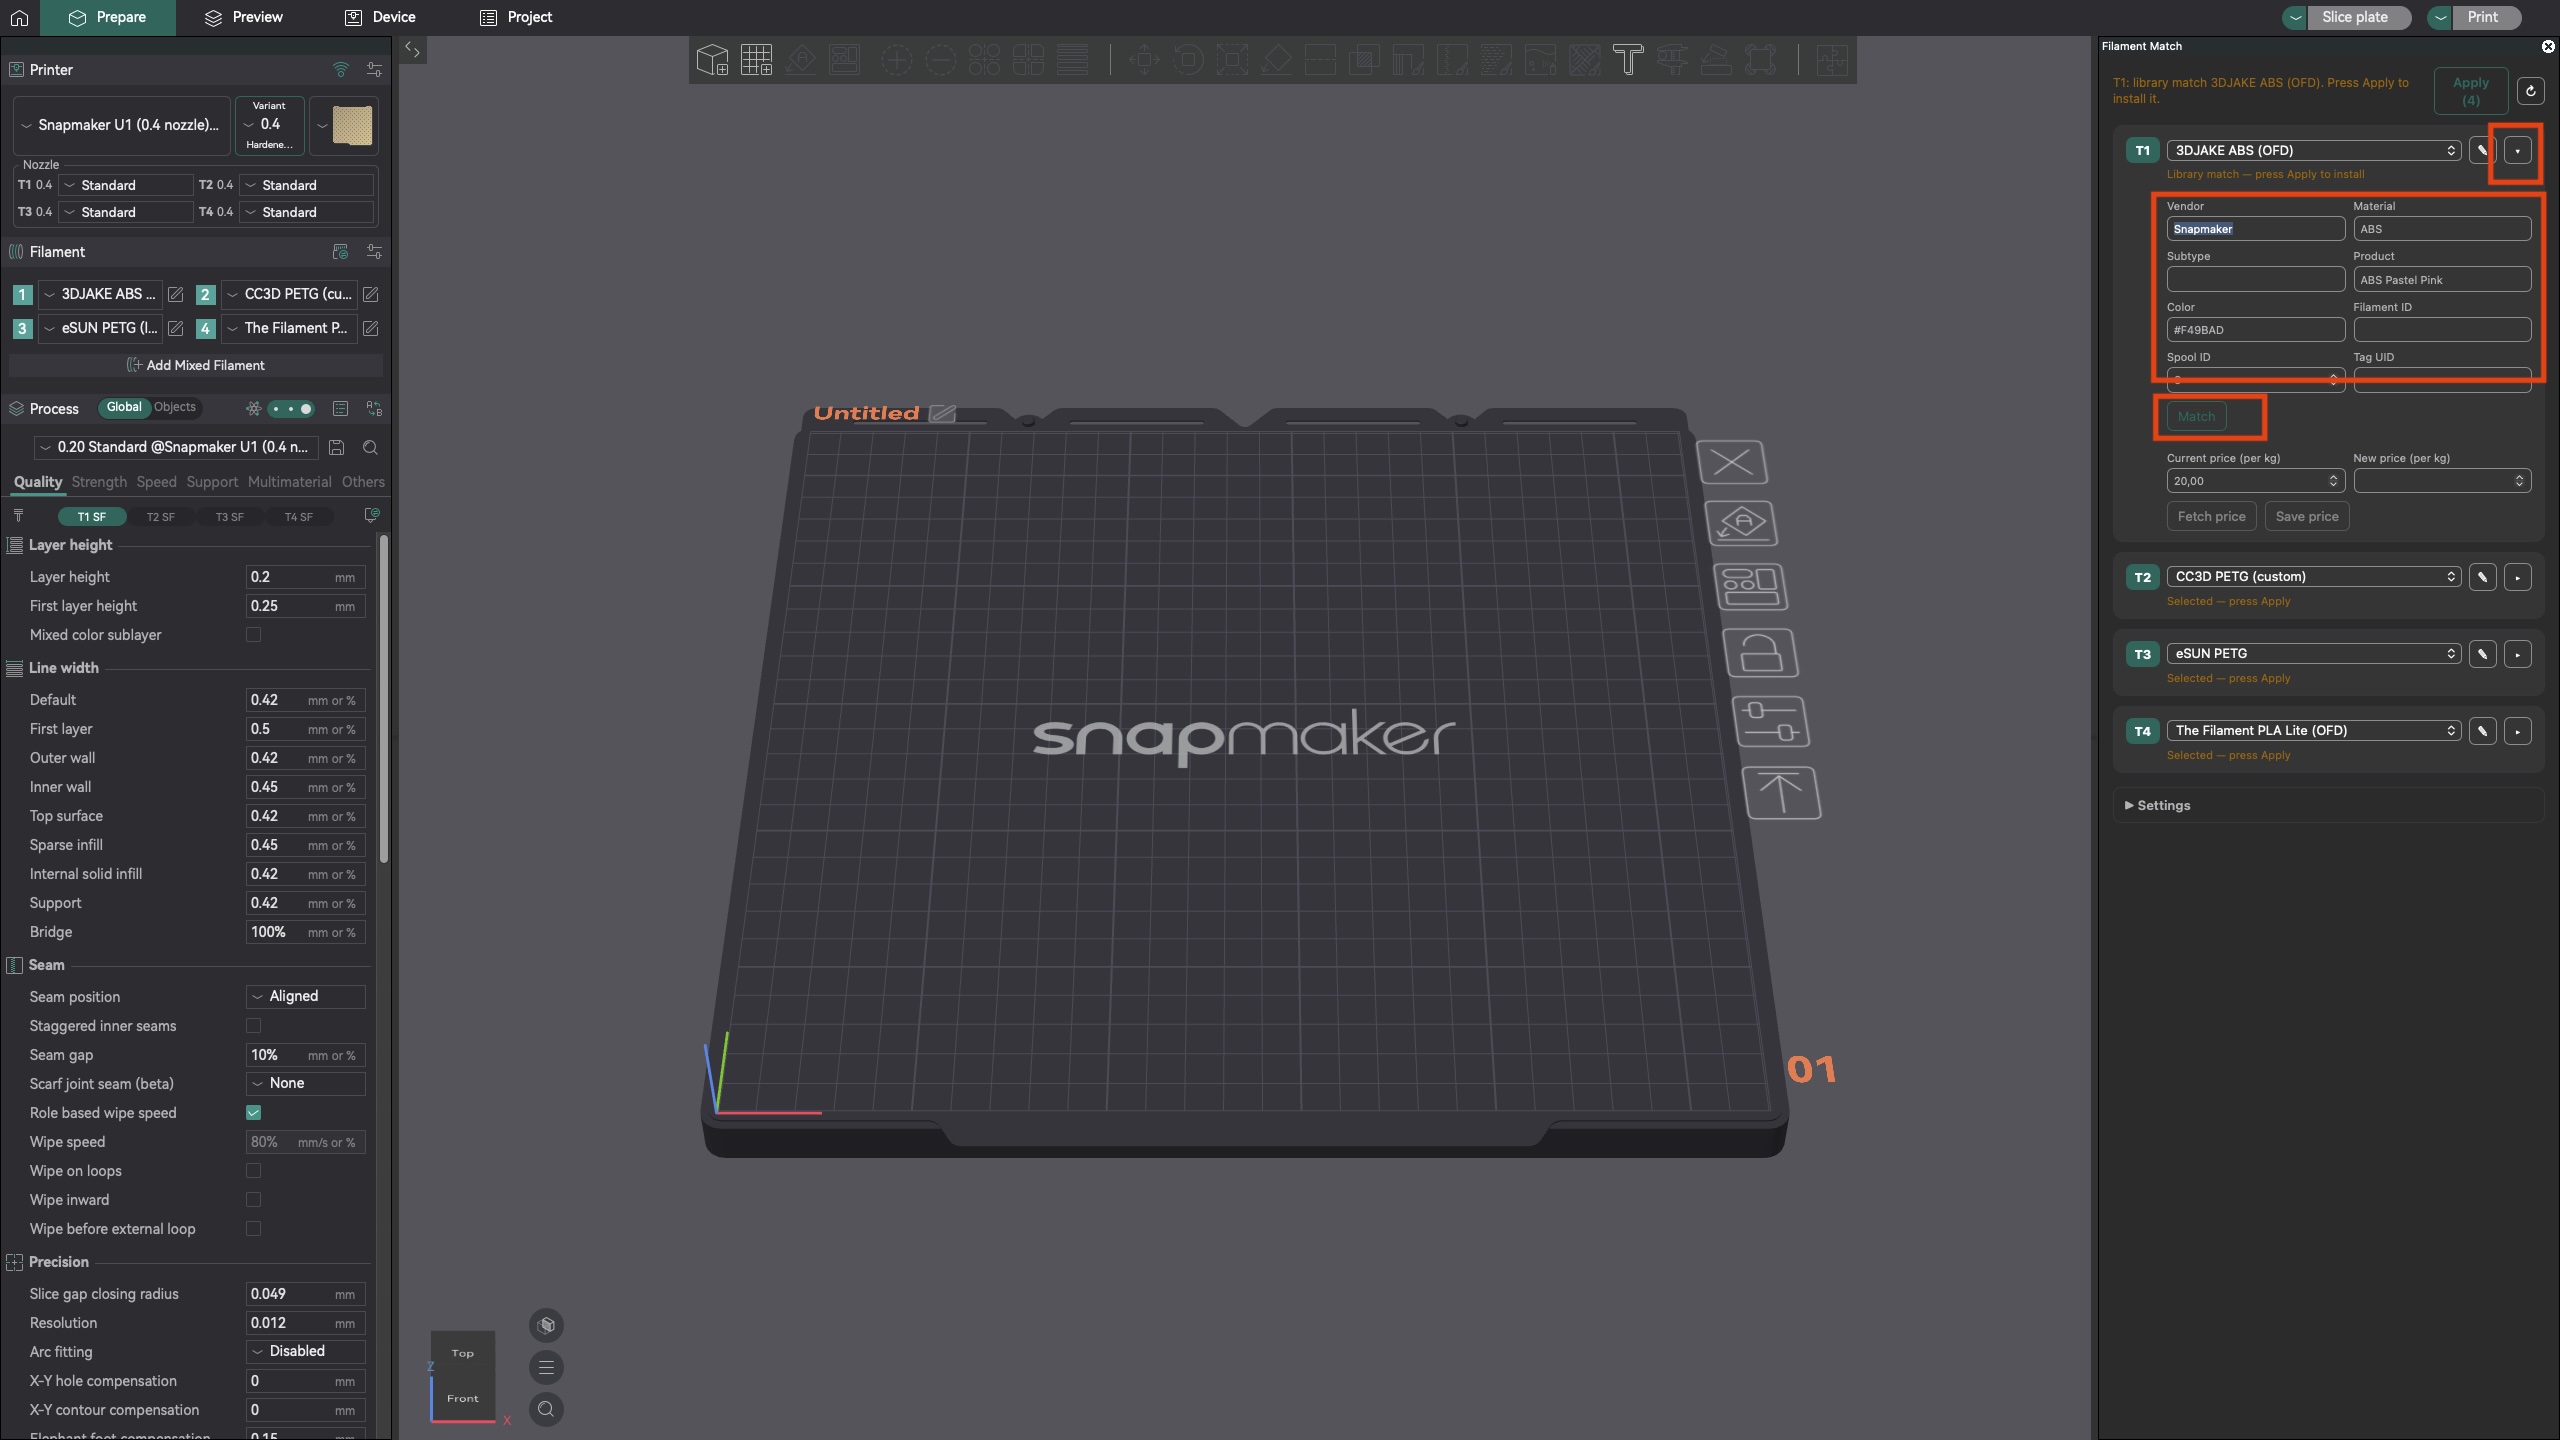 Prepare
Preview
Device
Project
Slice plate
Print
Printer
Snapmaker U1 (0.4 nozzle)...
Variant
0.4
Hardene...
Nozzle
T1 0.4 Standard T2 0.4 Standard
T3 0.4 Standard T4 0.4 Standard
Filament
1 3DJAKE ABS ... 2 CC3D PETG (cu...
3 eSUN PETG (l... 4 The Filament P...
Add Mixed Filament
Process Global Objects
0.20 Standard @Snapmaker U1 (0.4 n...
Quality Strength Speed Support Multimaterial Others
T1 SF T2 SF T3 SF T4 SF
Layer height
Layer height 0.2 mm
First layer height 0.25 mm
Mixed color sublayer
Line width
Default 0.42 mm or %
First layer 0.5 mm or %
Outer wall 0.42 mm or %
Inner wall 0.45 mm or %
Top surface 0.42 mm or %
Sparse infill 0.45 mm or %
Internal solid infill 0.42 mm or %
Support 0.42 mm or %
Bridge 100% mm or %
Seam
Seam position Aligned
Staggered inner seams
Seam gap 10% mm or %
Scarf joint seam (beta) None
Role based wipe speed
Wipe speed 80% mm/s or %
Wipe on loops
Wipe inward
Wipe before external loop
Precision
Slice gap closing radius 0.049 mm
Resolution 0.012 mm
Arc fitting Disabled
X-Y hole compensation 0 mm
X-Y contour compensation 0 mm
Untitled
snapmaker
01
Top
Front
Z
X
Filament Match
T1: library match 3DJAKE ABS (OFD). Press Apply to
install it.
Apply
(4)
T1 3DJAKE ABS (OFD)
Library match — press Apply to install
Vendor Material
Snapmaker ABS
Subtype Product
ABS Pastel Pink
Color Filament ID
#F49BAD
Spool ID Tag UID
Match
Current price (per kg) New price (per kg)
20,00
Fetch price Save price
T2 CC3D PETG (custom)
Selected — press Apply
T3 eSUN PETG
Selected — press Apply
T4 The Filament PLA Lite (OFD)
Selected — press Apply
Settings